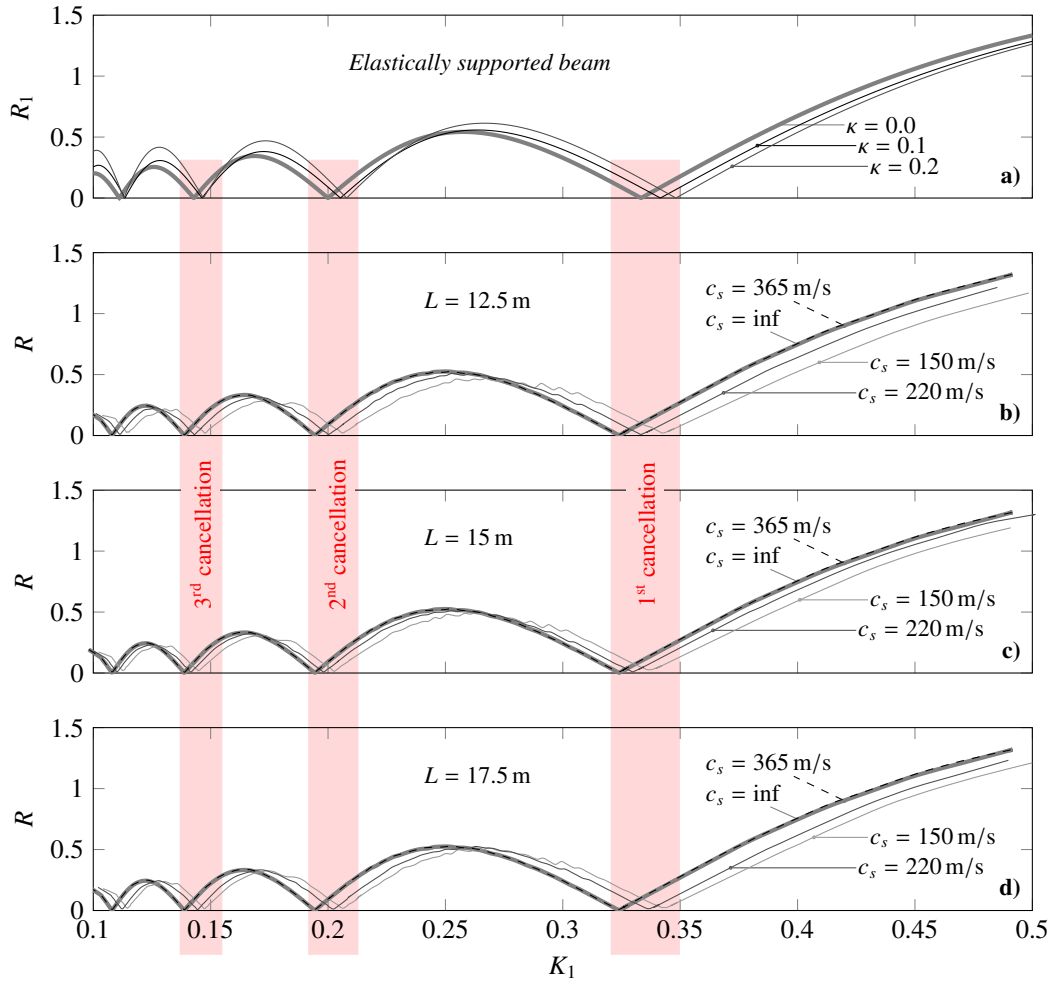 1.5
1
0.5
0
R1
Elastically supported beam
κ = 0.0
κ = 0.1
κ = 0.2
a)
1.5
1
0.5
0
R
L = 12.5 m
cs = 365 m/s
cs = inf
cs = 150 m/s
cs = 220 m/s
b)
3rd cancellation
2nd cancellation
1st cancellation
1.5
1
0.5
0
R
L = 15 m
cs = 365 m/s
cs = inf
cs = 150 m/s
cs = 220 m/s
c)
1.5
1
0.5
0
R
L = 17.5 m
cs = 365 m/s
cs = inf
cs = 150 m/s
cs = 220 m/s
d)
0.1 0.15 0.2 0.25 0.3 0.35 0.4 0.45 0.5
K1